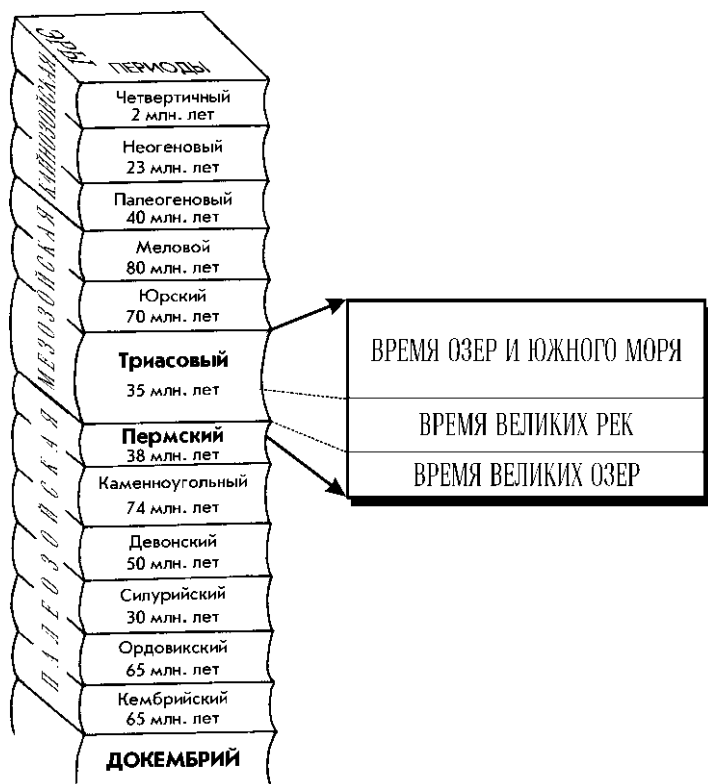 ЭРЫ
ПЕРИОДЫ
КАЙНОЗОЙСКАЯ
Четвертичный
2 млн. лет
Неогеновый
23 млн. лет
Палеогеновый
40 млн. лет
МЕЗОЗОЙСКАЯ
Меловой
80 млн. лет
Юрский
70 млн. лет
Триасовый
35 млн. лет
ПАЛЕОЗОЙСКАЯ
Пермский
38 млн. лет
Каменноугольный
74 млн. лет
Девонский
50 млн. лет
Силурийский
30 млн. лет
Ордовикский
65 млн. лет
Кембрийский
65 млн. лет
ДОКЕМБРИЙ
ВРЕМЯ ОЗЕР И ЮЖНОГО МОРЯ
ВРЕМЯ ВЕЛИКИХ РЕК
ВРЕМЯ ВЕЛИКИХ ОЗЕР